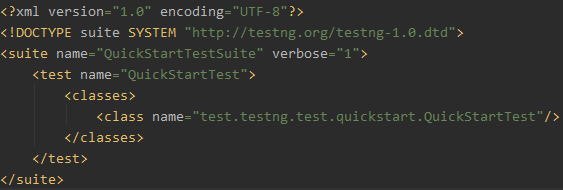 <?xml version="1.0" encoding="UTF-8"?>
<!DOCTYPE suite SYSTEM "http://testng.org/testng-1.0.dtd">
<suite name="QuickStartTestSuite" verbose="1">
    <test name="QuickStartTest">
        <classes>
            <class name="test.testng.test.quickstart.QuickStartTest"/>
        </classes>
    </test>
</suite>